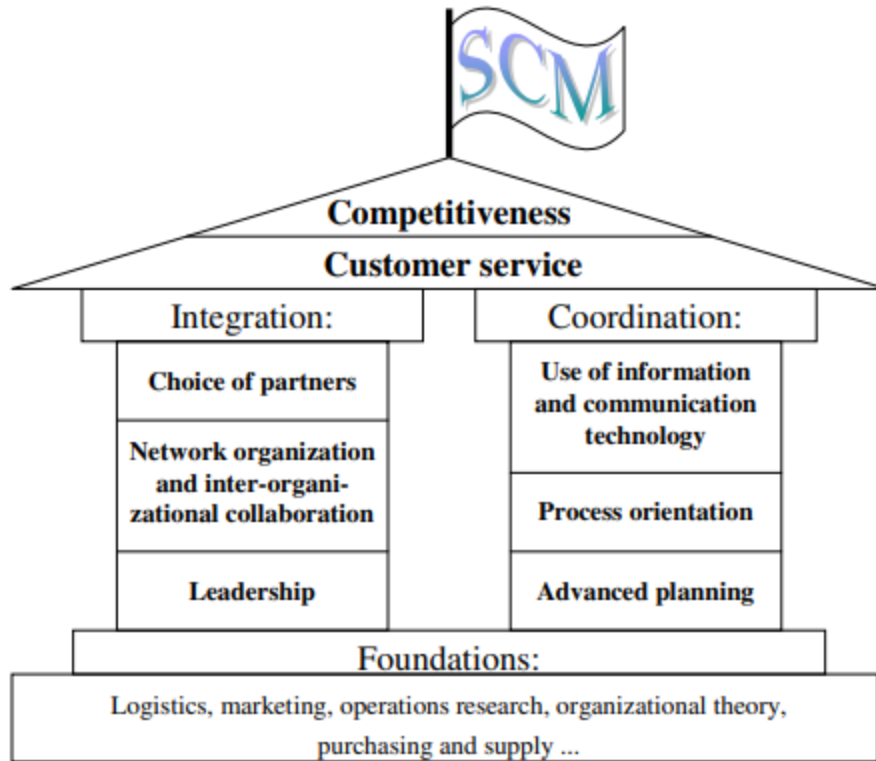 SCM
Competitiveness
Customer service
Integration:
Choice of partners
Network organization
and inter-organi-
zational collaboration
Leadership
Coordination:
Use of information
and communication
technology
Process orientation
Advanced planning
Foundations:
Logistics, marketing, operations research, organizational theory,
purchasing and supply ...